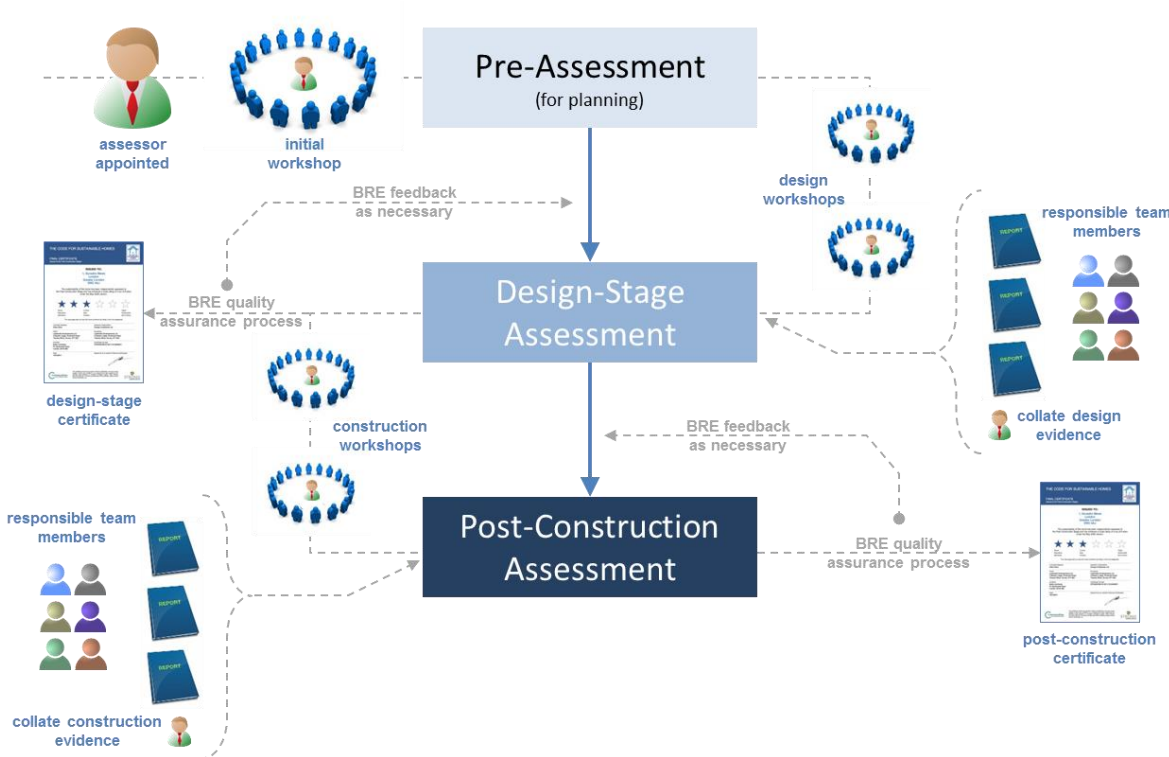 Pre-Assessment
(for planning)
assessor
appointed
initial
workshop
design
workshops
BRE feedback
as necessary
responsible team
members
REPORT
REPORT
REPORT
collate design
evidence
Design-Stage
Assessment
BRE quality
assurance process
THE CODE FOR SUSTAINABLE HOMES
design-stage
certificate
construction
workshops
BRE feedback
as necessary
responsible team
members
REPORT
REPORT
REPORT
collate construction
evidence
Post-Construction
Assessment
BRE quality
assurance process
THE CODE FOR SUSTAINABLE HOMES
post-construction
certificate